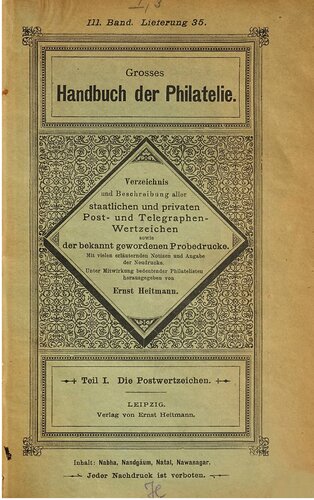 III. Band. Lieferung 35.
Grosses
Handbuch der Philatelie.
Verzeichnis
und Beschreibung aller
staatlichen und privaten
Post- und Telegraphen-
Wertzeichen
sowie
der bekannt gewordenen Probedrucke.
Mit vielen erläuternden Notizen und Angabe
der Neudrucke.
Unter Mitwirkung bedeutender Philatelisten
herausgegeben von
Ernst Heitmann.
Teil I. Die Postwertzeichen.
LEIPZIG.
Verlag von Ernst Heitmann.
Inhalt: Nabha, Nandgåum, Natal, Nawanagar.
Jeder Nachdruck ist verboten.